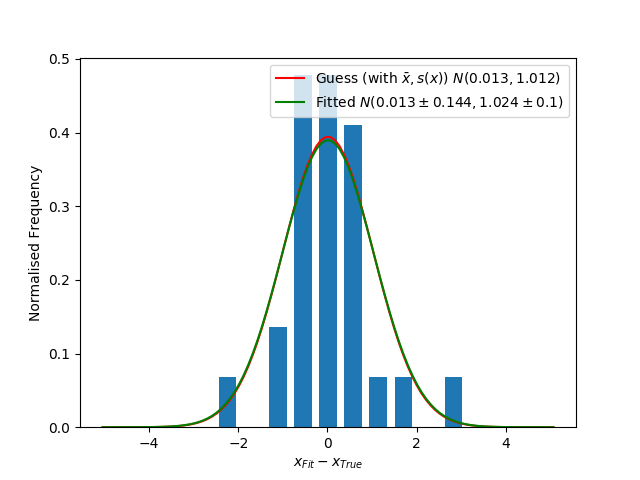 0.5
0.4
0.3
0.2
0.1
0.0
Normalised Frequency
Guess (with x̄, s(x)) N(0.013, 1.012)
Fitted N(0.013 ± 0.144, 1.024 ± 0.1)
−4 −2 0 2 4
x_Fit − x_True